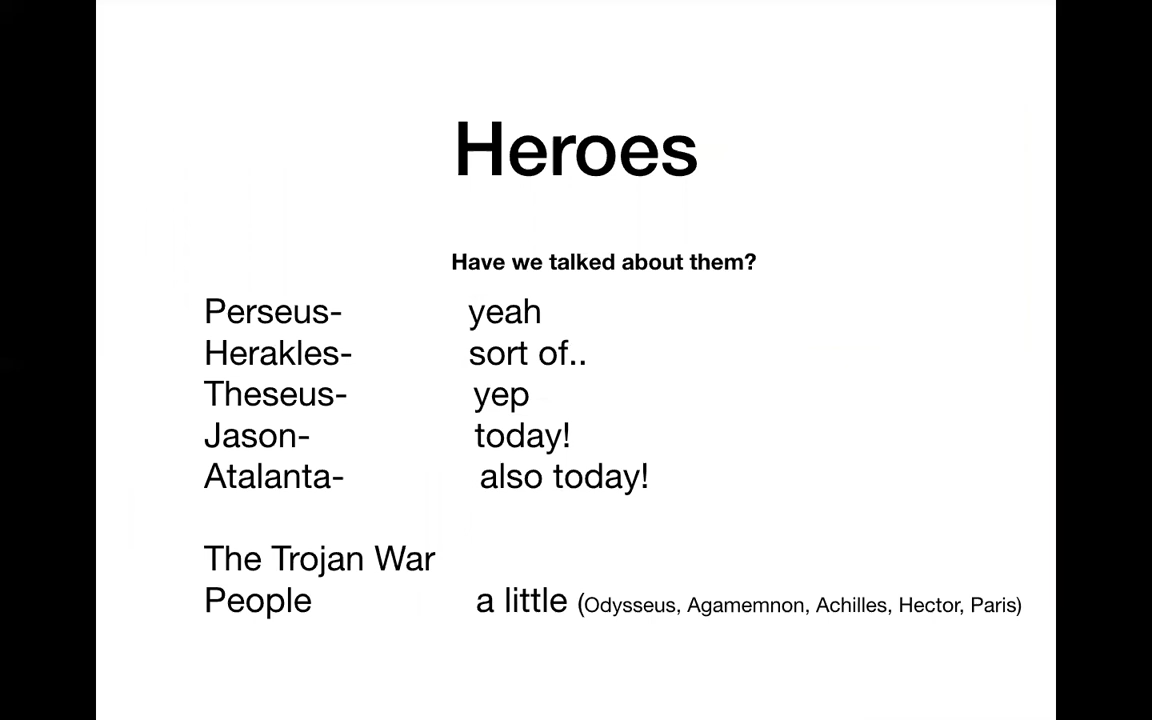 Heroes
Have we talked about them?
Perseus- yeah
Herakles- sort of..
Theseus- yep
Jason- today!
Atalanta- also today!
The Trojan War
People a little (Odysseus, Agamemnon, Achilles, Hector, Paris)